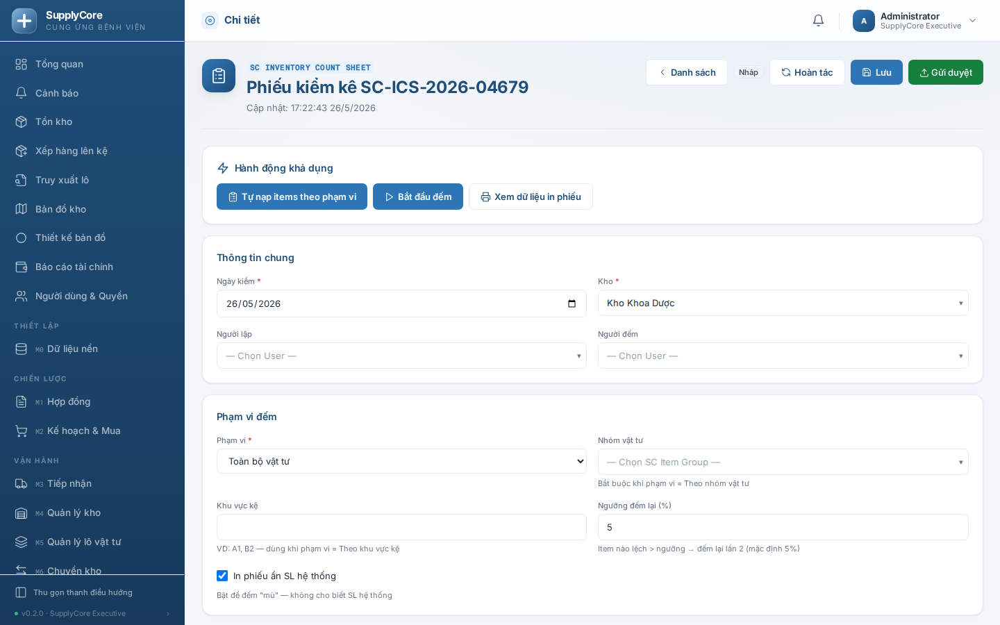 SupplyCore
CUNG ỨNG BỆNH VIỆN
Tổng quan
Cảnh báo
Tồn kho
Xếp hàng lên kệ
Truy xuất lô
Bản đồ kho
Thiết kế bản đồ
Báo cáo tài chính
Người dùng & Quyền
THIẾT LẬP
M0 Dữ liệu nền
CHIẾN LƯỢC
M1 Hợp đồng
M2 Kế hoạch & Mua
VẬN HÀNH
M3 Tiếp nhận
M4 Quản lý kho
M5 Quản lý lô vật tư
M6 Chuyển kho
Thu gọn thanh điều hướng
v0.2.0 · SupplyCore Executive
Chi tiết
A
Administrator
SupplyCore Executive
SC INVENTORY COUNT SHEET
Phiếu kiểm kê SC-ICS-2026-04679
Cập nhật: 17:22:43 26/5/2026
Danh sách
Nháp
Hoàn tác
Lưu
Gửi duyệt
Hành động khả dụng
Tự nạp items theo phạm vi
Bắt đầu đếm
Xem dữ liệu in phiếu
Thông tin chung
Ngày kiểm *
Kho *
26/05/2026
Kho Khoa Dược
Người lập
Người đếm
— Chọn User —
— Chọn User —
Phạm vi đếm
Phạm vi *
Nhóm vật tư
Toàn bộ vật tư
— Chọn SC Item Group —
Bắt buộc khi phạm vi = Theo nhóm vật tư
Khu vực kệ
Ngưỡng đếm lại (%)
5
VD: A1, B2 — dùng khi phạm vi = Theo khu vực kệ
Item nào lệch > ngưỡng → đếm lại lần 2 (mặc định 5%)
In phiếu ẩn SL hệ thống
Bật để đếm "mù" — không cho biết SL hệ thống